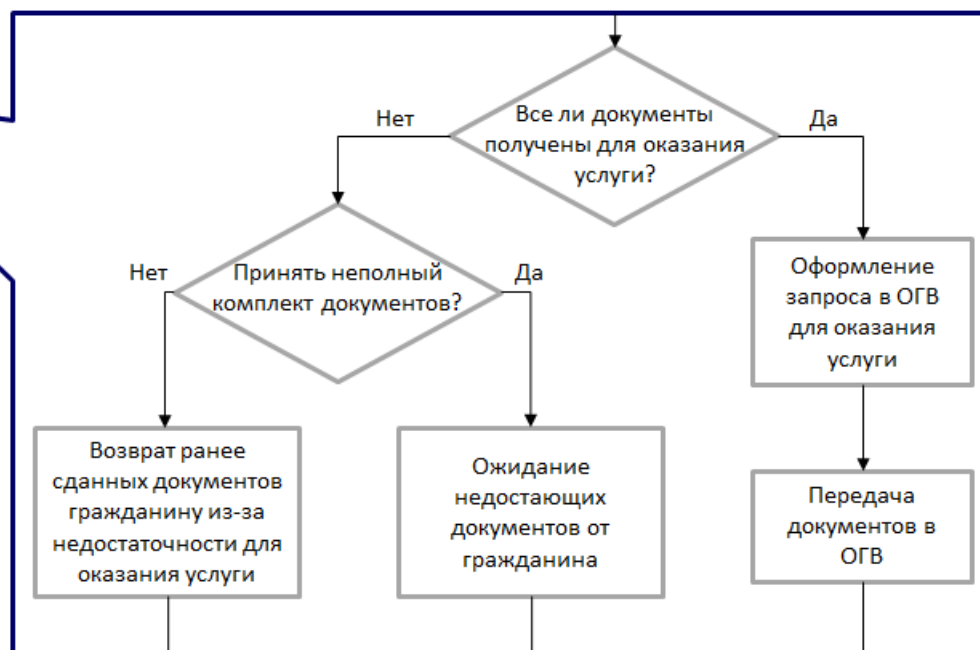 Все ли документы
получены для оказания
услуги?
Нет
Да
Принять неполный
комплект документов?
Нет
Да
Оформление
запроса в ОГВ
для оказания
услуги
Возврат ранее
сданных документов
гражданину из-за
недостаточности для
оказания услуги
Ожидание
недостающих
документов от
гражданина
Передача
документов в
ОГВ